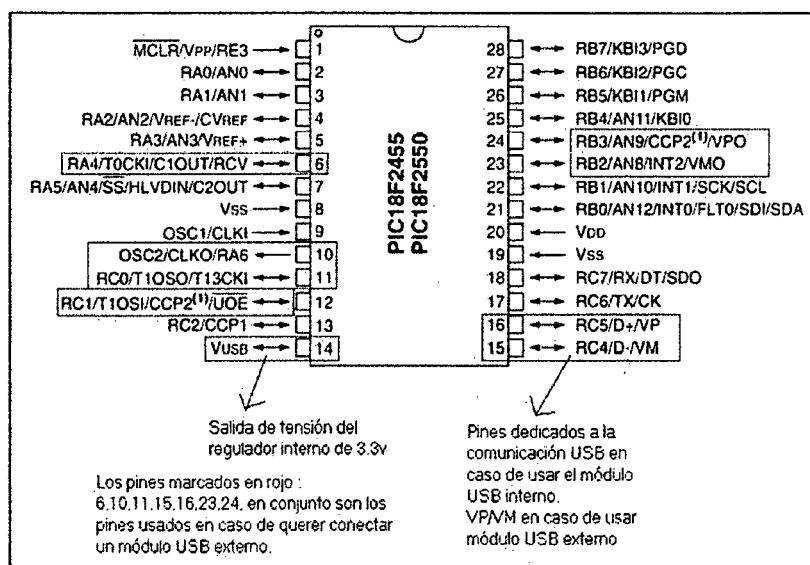 MCLR/VPP/RE3 1
RA0/AN0 2
RA1/AN1 3
RA2/AN2/VREF-/CVREF 4
RA3/AN3/VREF+ 5
RA4/T0CKI/C1OUT/RCV 6
RA5/AN4/SS/HLVDIN/C2OUT 7
VSS 8
OSC1/CLKI 9
OSC2/CLKO/RA6 10
RC0/T1OSO/T13CKI 11
RC1/T1OSI/CCP2(1)/UOE 12
RC2/CCP1 13
VUSB 14
PIC18F2455
PIC18F2550
28 RB7/KBI3/PGD
27 RB6/KBI2/PGC
26 RB5/KBI1/PGM
25 RB4/AN11/KBI0
24 RB3/AN9/CCP2(1)/VPO
23 RB2/AN8/INT2/VMO
22 RB1/AN10/INT1/SCK/SCL
21 RB0/AN12/INT0/FLT0/SDI/SDA
20 VDD
19 VSS
18 RC7/RX/DT/SDO
17 RC6/TX/CK
16 RC5/D+/VP
15 RC4/D-/VM
Salida de tensión del
regulador interno de 3.3v
Los pines marcados en rojo :
6,10,11,15,16,23,24, en conjunto son los
pines usados en caso de querer conectar
un módulo USB externo.
Pines dedicados a la
comunicación USB en
caso de usar el módulo
USB interno.
VP/VM en caso de usar
módulo USB externo